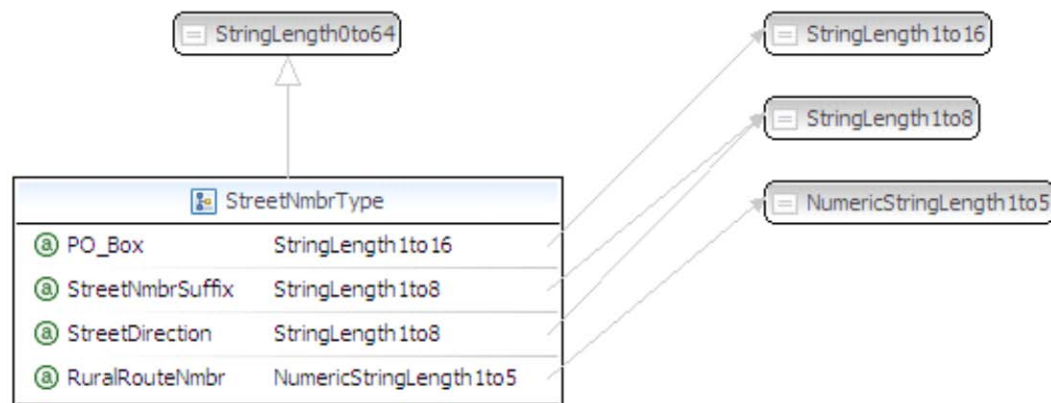 StringLength0to64
StringLength1to16
StringLength1to8
NumericStringLength1to5
StreetNmbrType
a PO_Box StringLength1to16
a StreetNmbrSuffix StringLength1to8
a StreetDirection StringLength1to8
a RuralRouteNmbr NumericStringLength1to5